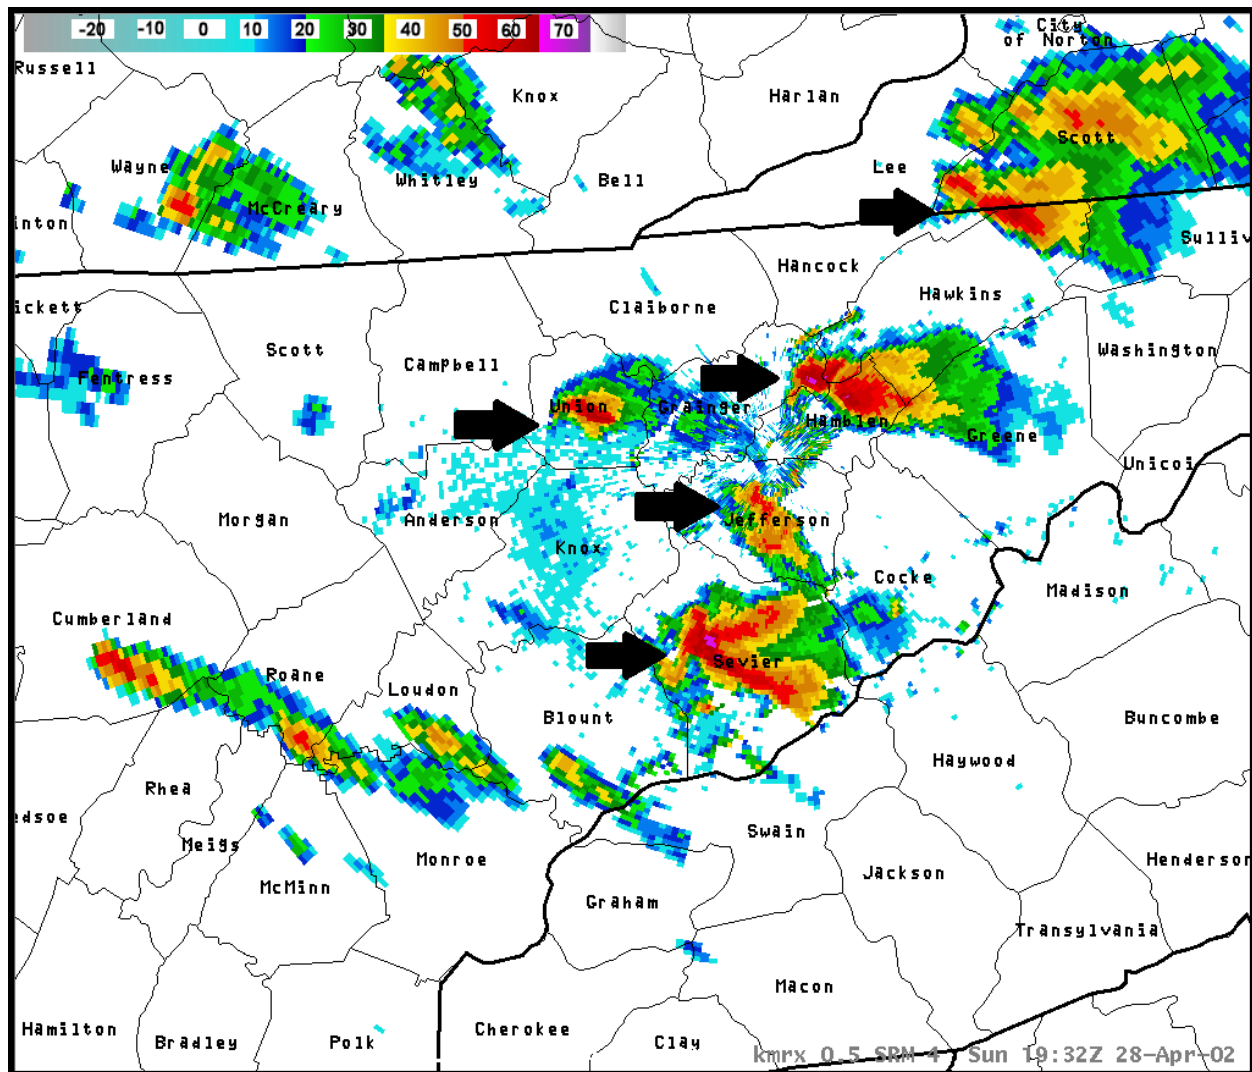 -20 -10 0 10 20 30 40 50 60 70
City
of Norton
Russell
Knox
Harlan
Scott
Wayne
Lee
Whitley
Bell
McCreary
inton
Sulliv
Hancock
ickett
Claiborne
Hawkins
Scott
Campbell
Washington
Fentress
Union
Grainger
Hamblen
Greene
Unicoi
Morgan
Anderson
Jefferson
Knox
Cocke
Madison
Cumberland
Roane
Loudon
Sevier
Blount
Buncombe
Haywood
Rhea
edsoe
Swain
Meigs
Monroe
Henderson
McMinn
Jackson
Graham
Transylvania
Macon
Hamilton
Bradley
Polk
Cherokee
Clay
kmrx 0.5 SRM 4 Sun 19:32Z 28-Apr-02